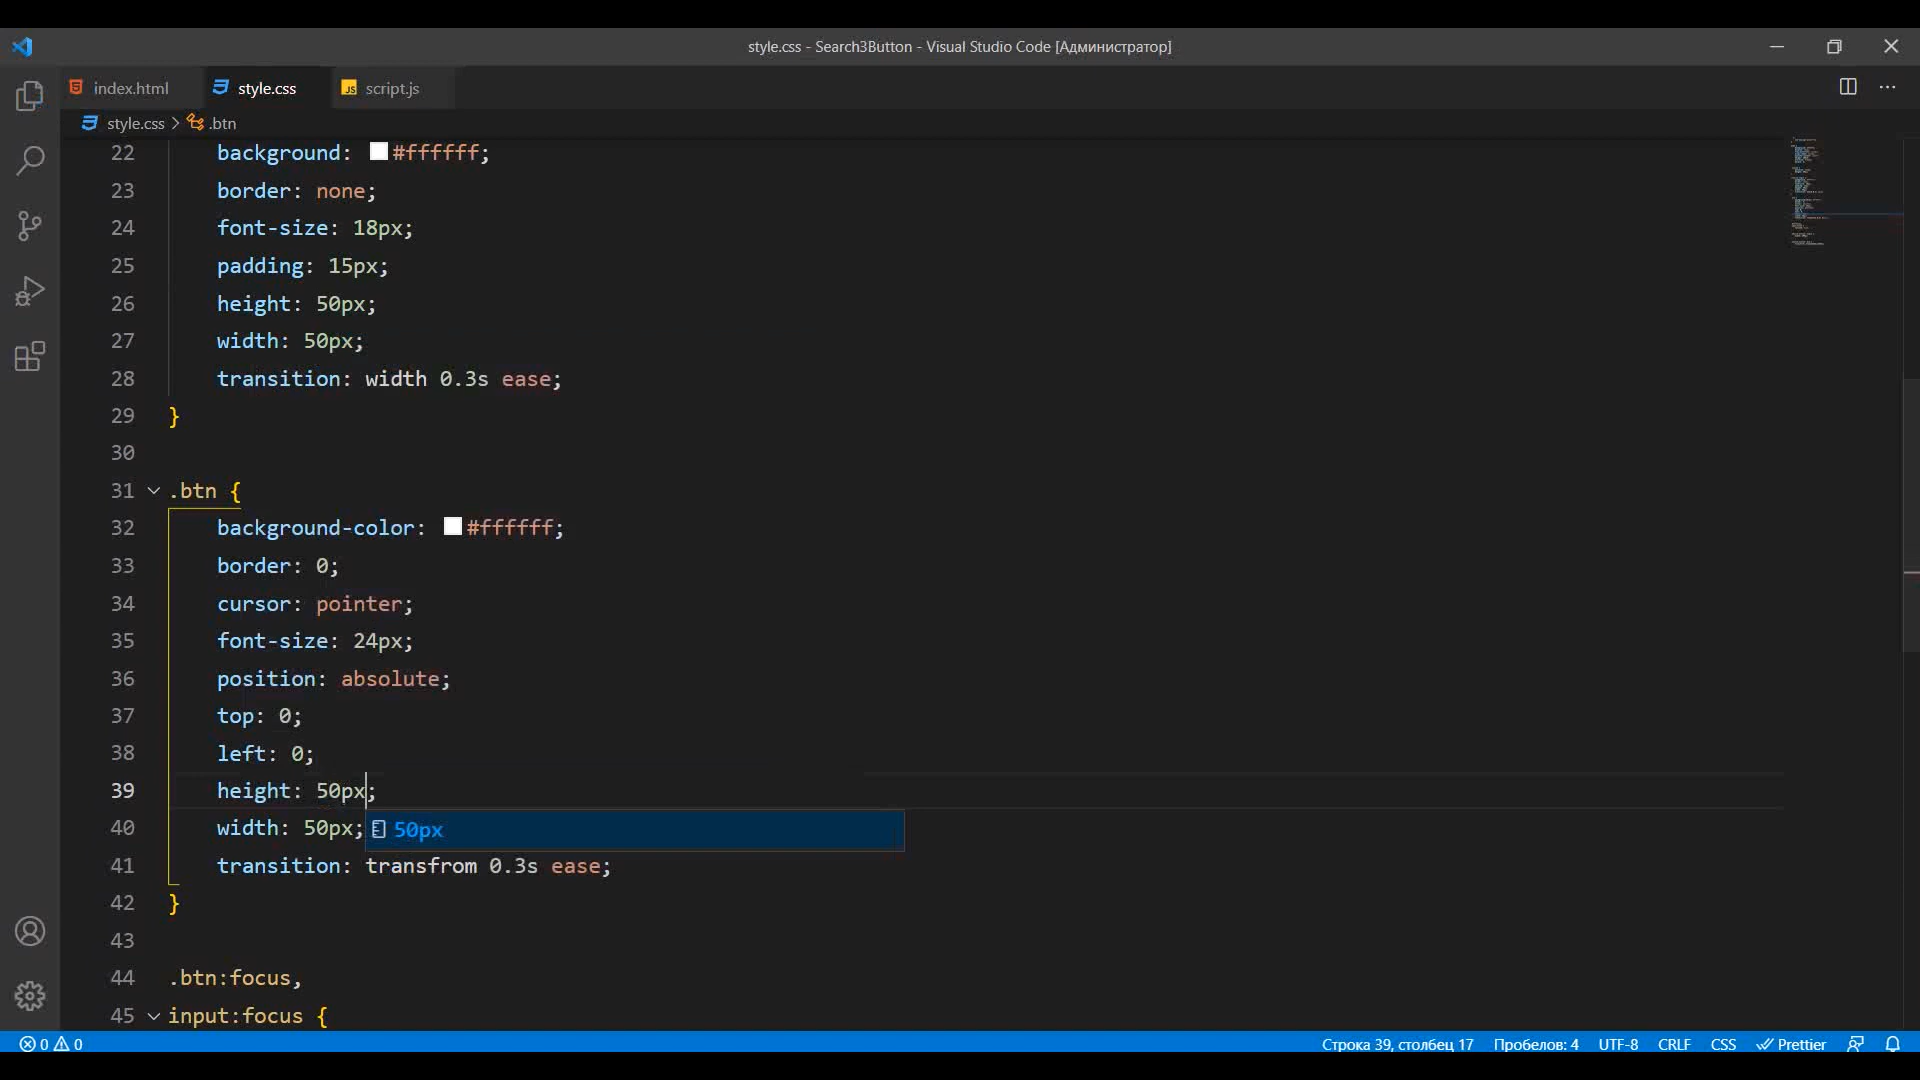 style.css - Search3Button - Visual Studio Code [Администратор]
index.html
style.css
JS script.js
style.css > .btn
22 background: #ffffff;
23 border: none;
24 font-size: 18px;
25 padding: 15px;
26 height: 50px;
27 width: 50px;
28 transition: width 0.3s ease;
29 }
30
31 .btn {
32 background-color: #ffffff;
33 border: 0;
34 cursor: pointer;
35 font-size: 24px;
36 position: absolute;
37 top: 0;
38 left: 0;
39 height: 50px;
40 width: 50px;
50px
41 transition: transfrom 0.3s ease;
42 }
43
44 .btn:focus,
45 input:focus {
0 0 Строка 39, столбец 17 Пробелов: 4 UTF-8 CRLF CSS Prettier